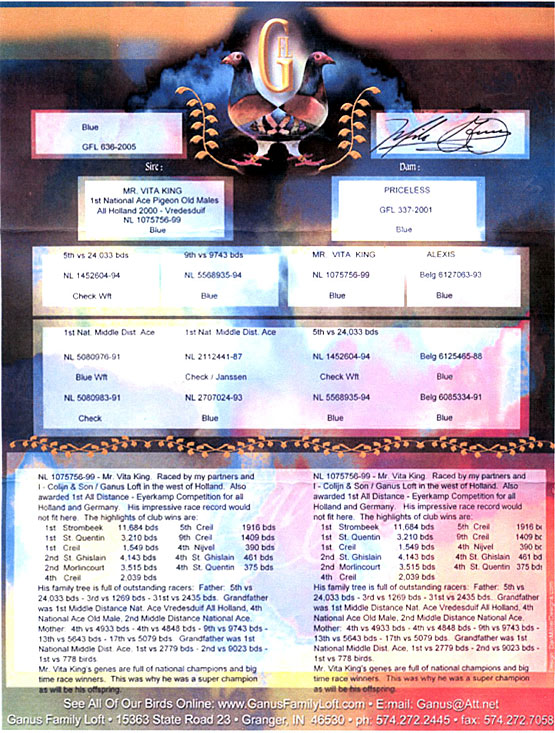 GFL
Blue
GFL 636-2005
Sire :
Dam :
MR. VITA KING
1st National Ace Pigeon Old Males
All Holland 2000 - Vredesduif
NL 1075756-99
Blue
PRICELESS
GFL 337-2001
Blue
5th vs 24,033 bds 9th vs 9743 bds MR. VITA KING ALEXIS
NL 1452604-94 NL 5568935-94 NL 1075756-99 Belg 6127063-93
Check Wft Blue Blue Blue
1st Nat. Middle Dist. Ace 1st Nat. Middle Dist. Ace 5th vs 24,033
NL 5080976-91 NL 2112441-87 NL 1452604-94 Belg 6125465-88
Blue Wft Check / Janssen Check Wft Blue
NL 5080983-91 NL 2707024-93 NL 5568935-94 Belg 6085334-91
Check Blue Blue Blue
NL 1075756-99 - Mr. Vita King. Raced by my partners and
I - Colijn & Son / Ganus Loft in the west of Holland. Also
awarded 1st All Distance - Eyerkamp Competition for all
Holland and Germany. His impressive race record would
not fit here. The highlights of club wins are:
1st Strombeek 11,684 bds 5th Creil 1916 bds
1st St. Quentin 3,210 bds 9th Creil 1409 bds
1st Creil 1,549 bds 4th Nijvel 390 bds
2nd St. Ghislain 4,143 bds 4th St. Ghislain 461 bds
2nd Morlincourt 3,515 bds 4th St. Quentin 375 bds
4th Creil 2,039 bds
His family tree is full of outstanding racers: Father: 5th vs
24,033 bds - 3rd vs 1269 bds - 31st vs 2435 bds. Grandfather
was 1st Middle Distance Nat. Ace Vredesduif All Holland, 4th
National Ace Old Male, 2nd Middle Distance National Ace.
Mother: 4th vs 4933 bds - 4th vs 4848 bds - 9th vs 9743 bds -
13th vs 5643 bds - 17th vs 5079 bds. Grandfather was 1st
National Middle Dist. Ace. 1st vs 2779 bds - 2nd vs 9023 bds -
1st vs 778 birds.
Mr. Vita King's genes are full of national champions and big
time race winners. This was why he was a super champion
as will be his offspring.
NL 1075756-99 - Mr. Vita King. Raced by my partners and
I - Colijn & Son / Ganus Loft in the west of Holland. Also
awarded 1st All Distance - Eyerkamp Competition for all
Holland and Germany. His impressive race record would
not fit here. The highlights of club wins are:
1st Strombeek 11,684 bds 5th Creil 1916 b
1st St. Quentin 3,210 bds 9th Creil 1409 bd
1st Creil 1,549 bds 4th Nijvel 390 bd
2nd St. Ghislain 4,143 bds 4th St. Ghislain 461 bds
2nd Morlincourt 3,515 bds 4th St. Quentin 375 bds
4th Creil 2,039 bds
His family tree is full of outstanding racers: Father: 5th vs
24,033 bds - 3rd vs 1269 bds - 31st vs 2435 bds. Grandfather
was 1st Middle Distance Nat. Ace Vredesduif All Holland, 4th
National Ace Old Male, 2nd Middle Distance National Ace.
Mother: 4th vs 4933 bds - 4th vs 4848 bds - 9th vs 9743 bds -
13th vs 5643 bds - 17th vs 5079 bds. Grandfather was 1st
National Middle Dist. Ace. 1st vs 2779 bds - 2nd vs 9023 bds -
1st vs 778 birds.
Mr. Vita King's genes are full of national champions and big
time race winners. This was why he was a super champion
as will be his offspring.
See All Of Our Birds Online: www.GanusFamilyLoft.com • E:mail: Ganus@Att.net
Ganus Family Loft • 15363 State Road 23 • Granger, IN 46530 • ph: 574.272.2445 • fax: 574.272.7058